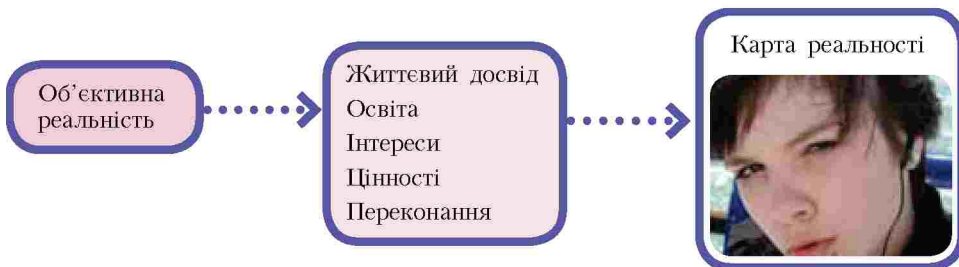 Об’єктивна
реальність
Життєвий досвід
Освіта
Інтереси
Цінності
Переконання
Карта реальності